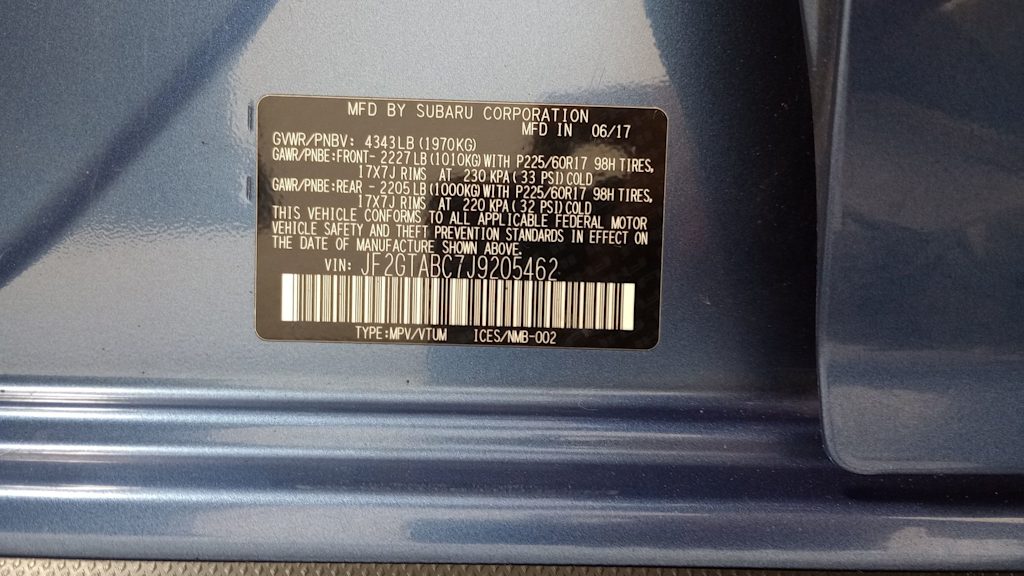 MFD BY SUBARU CORPORATION
MFD IN 06/17
GVWR/PNBV: 4343LB (1970KG)
GAWR/PNBE:FRONT- 2227LB (1010KG) WITH P225/60R17 98H TIRES,
17X7J RIMS AT 230 KPA (33 PSI) COLD
GAWR/PNBE:REAR - 2205LB (1000KG) WITH P225/60R17 98H TIRES,
17X7J RIMS AT 220 KPA (32 PSI) COLD
THIS VEHICLE CONFORMS TO ALL APPLICABLE FEDERAL MOTOR
VEHICLE SAFETY AND THEFT PREVENTION STANDARDS IN EFFECT ON
THE DATE OF MANUFACTURE SHOWN ABOVE.
VIN: JF2GTABC7J9205462
TYPE:MPV/VTUM ICES/NMB-002